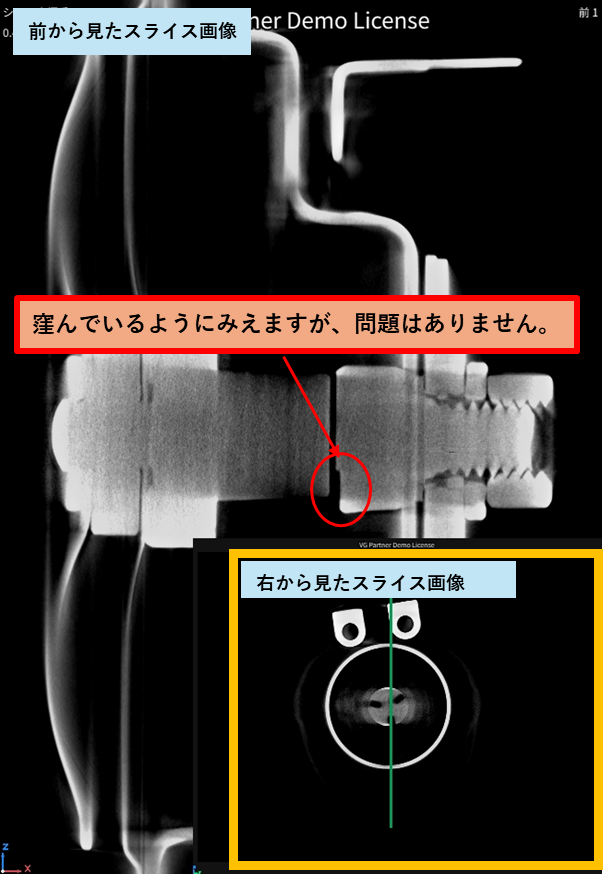 ner Demo License
前 1
前から見たスライス画像
0.
窪んでいるようにみえますが、問題はありません。
VG Partner Demo License
右から見たスライス画像
Z
X